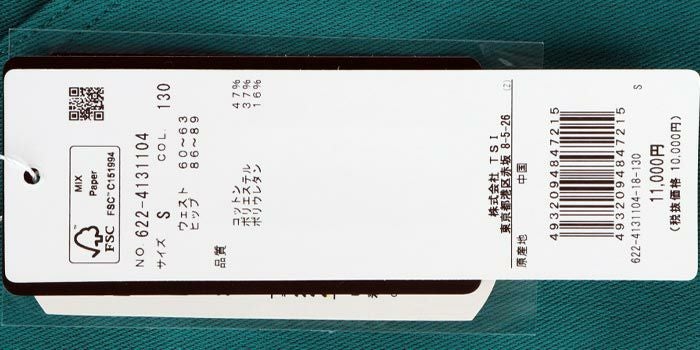 MIX
Paper
FSC
FSC™ C151994
NO. 622-4131104
サイズ S COL. 130
ウェスト 60～63
ヒップ 86～89
品質
コットン 47%
ポリエステル 37%
ポリウレタン 16%
(2)
株式会社 TSI
東京都港区赤坂 8-5-26
原産地 中国
4932094847215
4932094847215
622-4131104-18-130
S
11,000円
(税抜価格 10,000円)